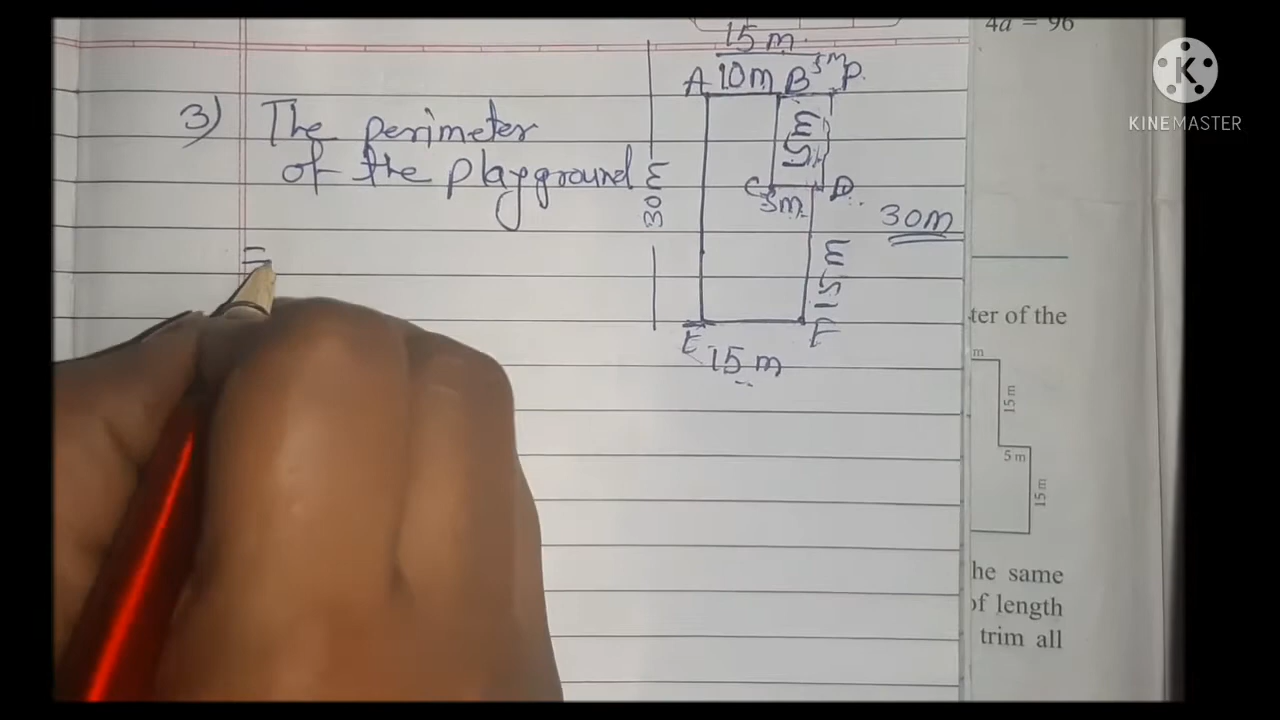 4a = 96
15 m
A 10m B 5m P.
3) The perimeter
of the playground
15 m
30 m
C D.
5m.
30m
15 m
E F
15 m
ter of the
m
15 m
5 m
15 m
he same
of length
trim all
K
KINEMASTER